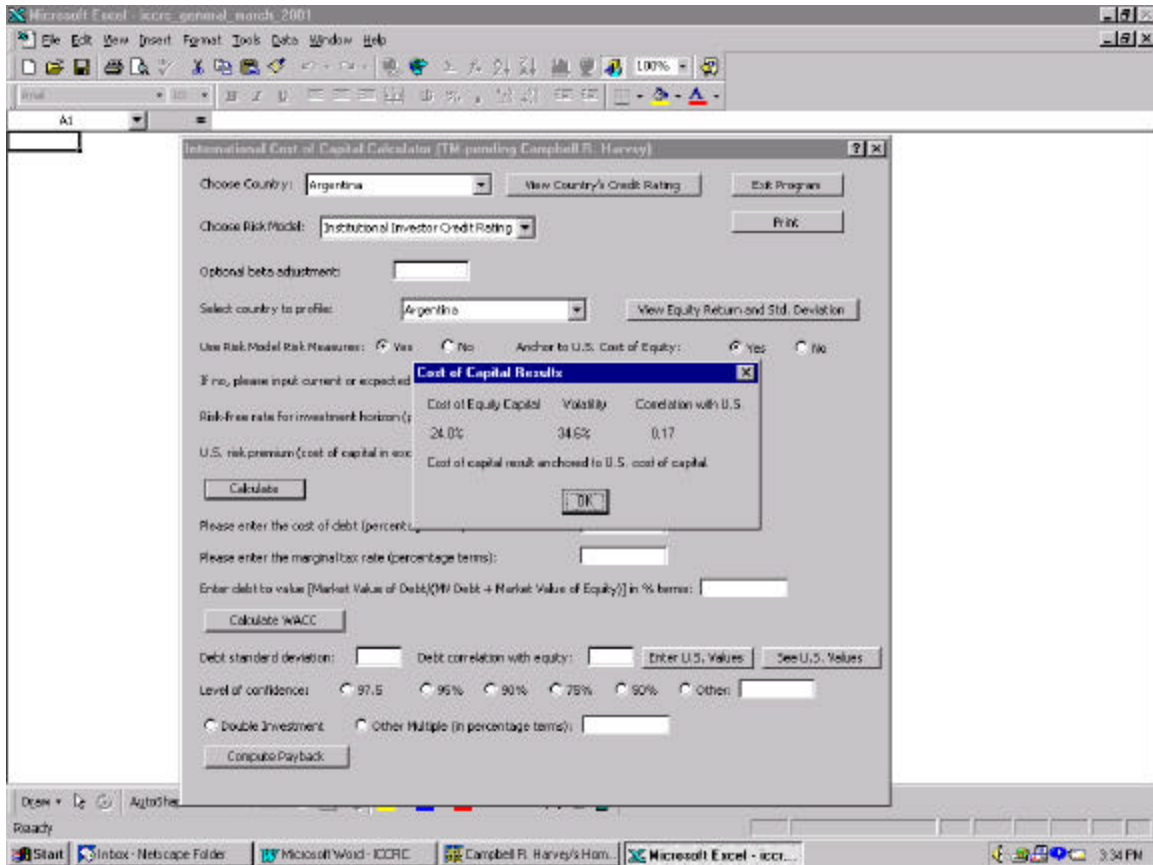 Microsoft Excel - iccrc_general_march_2001
File Edit View Insert Format Tools Data Window Help
100%
Arial 10
A1 =
International Cost of Capital Calculator (TM pending Campbell R. Harvey)
Choose Country: Argentina View Country's Credit Rating Exit Program
Choose Risk Model: Institutional Investor Credit Rating Print
Optional beta adjustment:
Select country to profile: Argentina View Equity Return and Std. Deviation
Use Risk Model Risk Measures: Yes No Anchor to U.S. Cost of Equity: Yes No
If no, please input current or expected
Cost of Capital Results
Cost of Equity Capital Volatility Correlation with U.S.
24.0% 34.6% 0.17
Cost of capital result anchored to U.S. cost of capital
OK
Risk-free rate for investment horizon (
U.S. risk premium (cost of capital in exc
Calculate
Please enter the cost of debt (percent
Please enter the marginal tax rate (percentage terms):
Enter debt to value [Market Value of Debt/(MV Debt + Market Value of Equity)] in % terms:
Calculate WACC
Debt standard deviation: Debt correlation with equity: Enter U.S. Values See U.S. Values
Level of confidence: 97.5 95% 90% 75% 50% Other:
Double Investment Other Multiple (in percentage terms):
Compute Payback
Draw AutoSha
Ready
Start Inbox - Netscape Folder Microsoft Word - ICCRC Campbell R. Harvey's Hom... Microsoft Excel - iccr... 3:34 PM